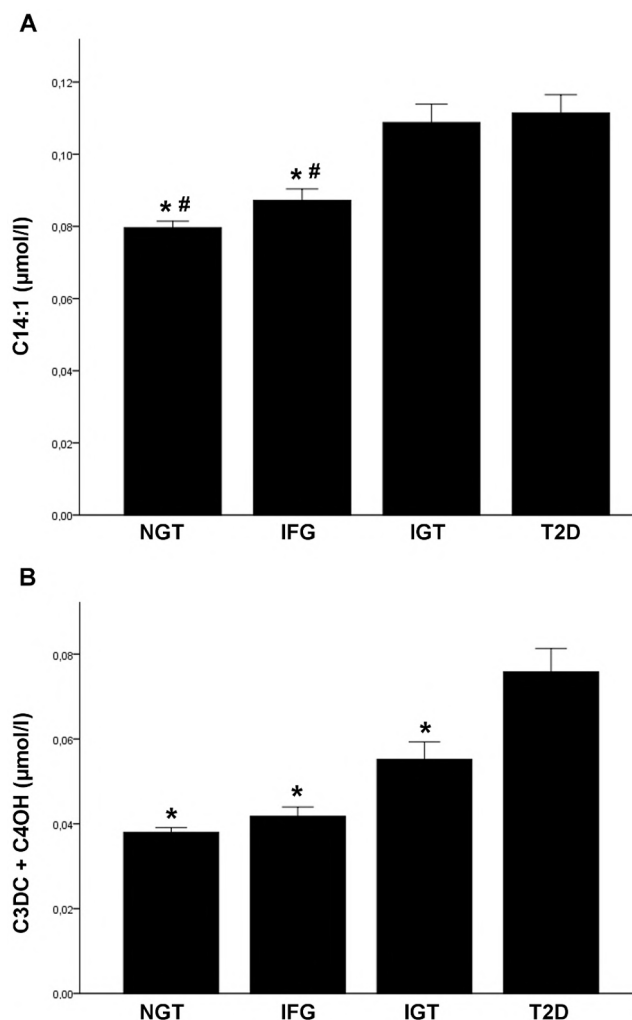 A
C14:1 (µmol/l)
0,12
0,10
0,08
0,06
0,04
0,02
0,00
* #
* #
NGT IFG IGT T2D
B
C3DC + C4OH (µmol/l)
0,08
0,06
0,04
0,02
0,00
*
*
*
NGT IFG IGT T2D